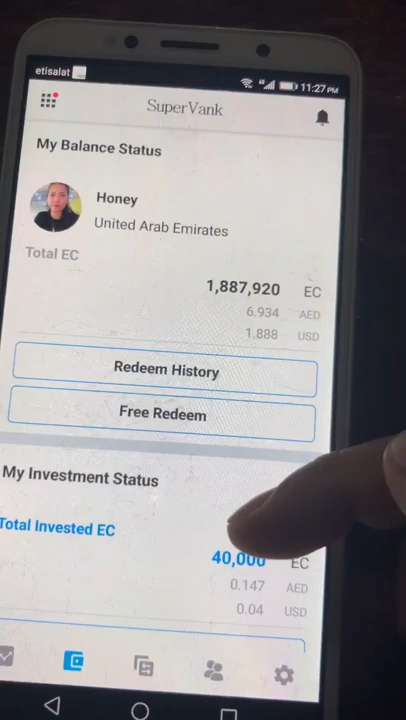 etisalat
4G
11:27 PM
SuperVank
My Balance Status
Honey
United Arab Emirates
Total EC
1,887,920 EC
6.934 AED
1.888 USD
Redeem History
Free Redeem
My Investment Status
Total Invested EC
40,000 EC
0.147 AED
0.04 USD